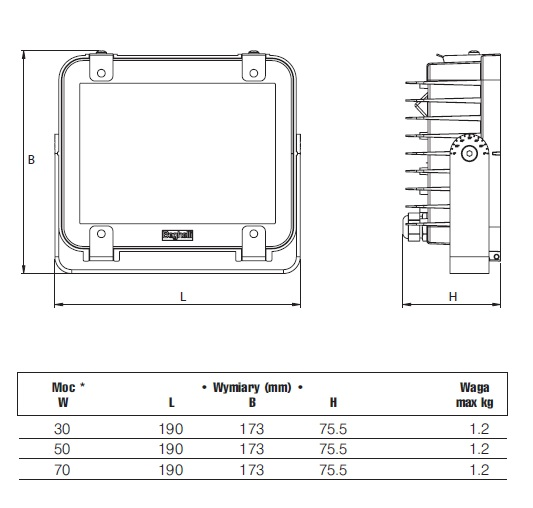 B
Beghelli
L
H
Moc * • Wymiary (mm) • Waga
W L B H max kg
30 190 173 75.5 1.2
50 190 173 75.5 1.2
70 190 173 75.5 1.2